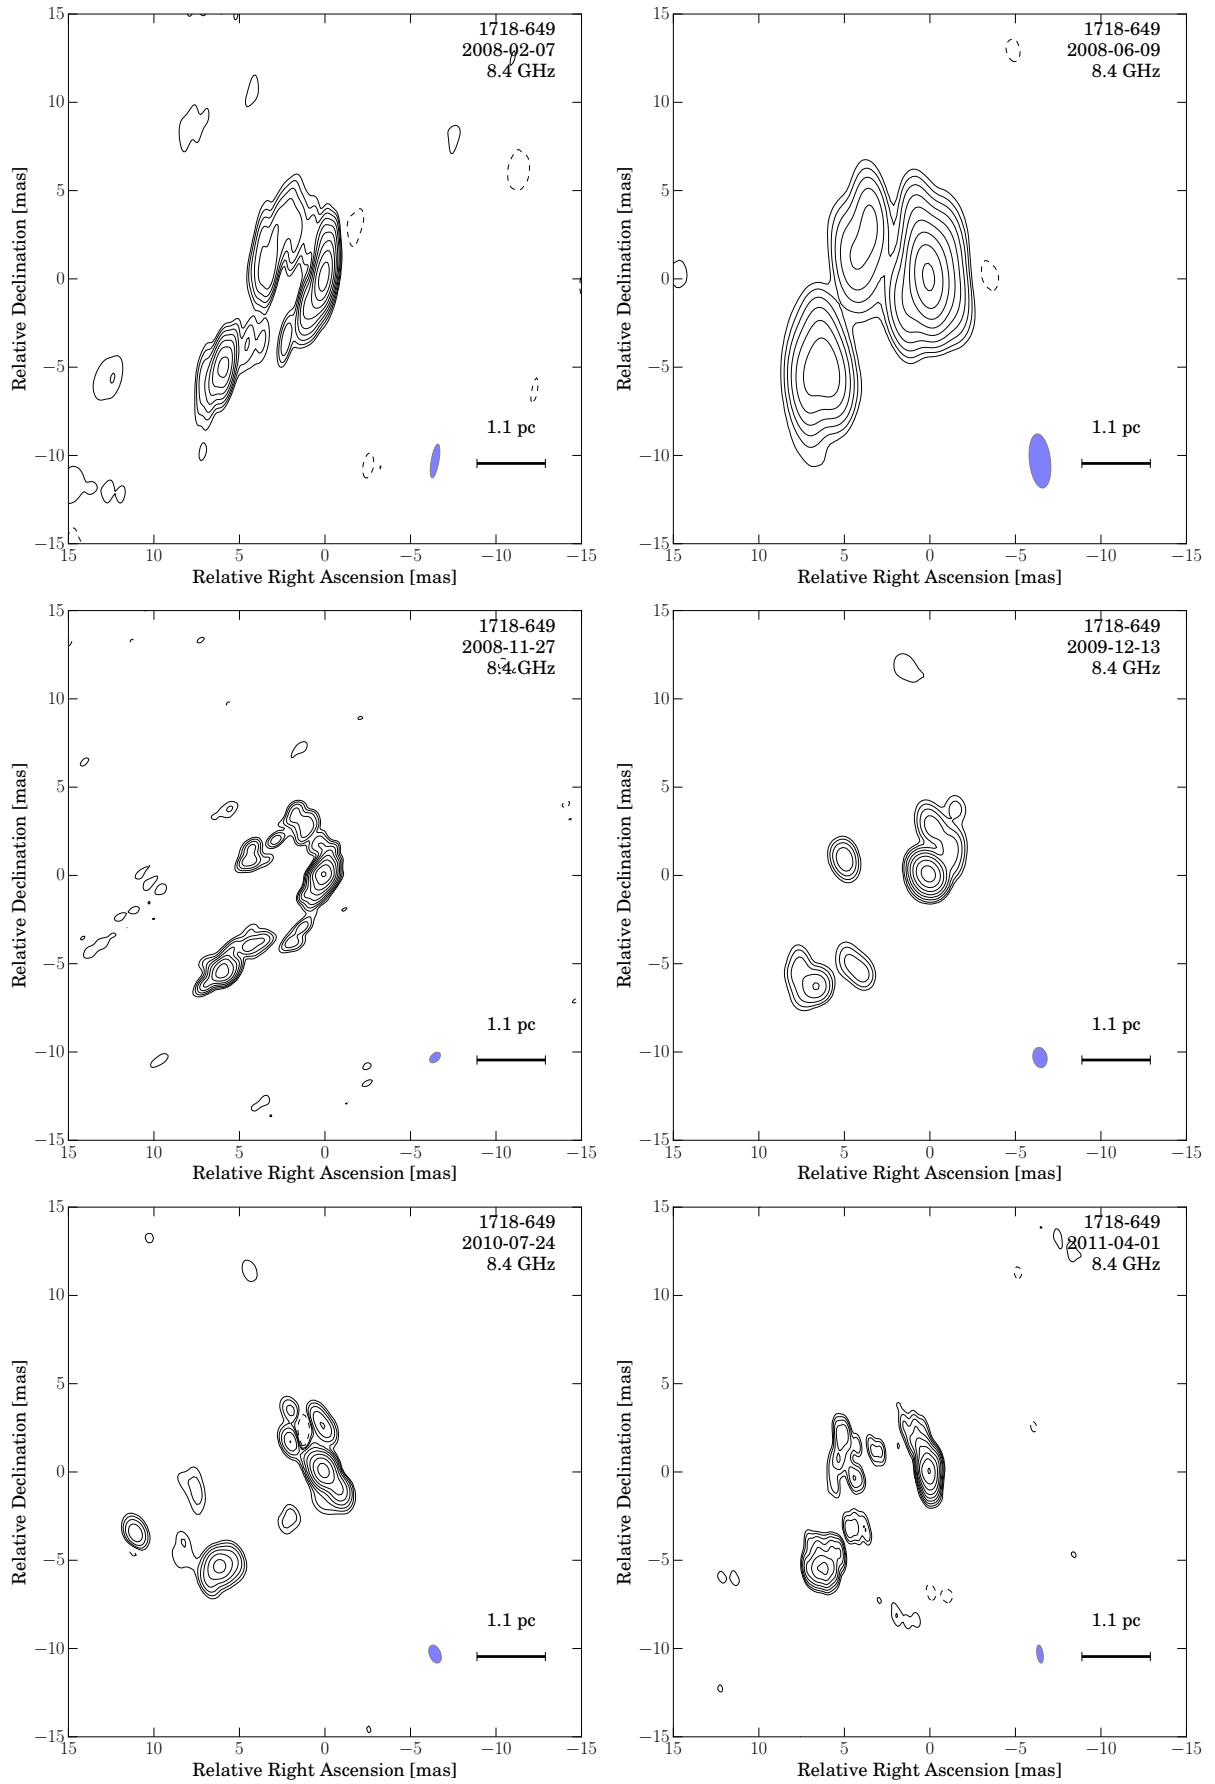 1718-649
2008-02-07
8.4 GHz
15
10
5
0
−5
−10
−15
Relative Declination [mas]
1.1 pc
15 10 5 0 −5 −10 −15
Relative Right Ascension [mas]
1718-649
2008-06-09
8.4 GHz
15
10
5
0
−5
−10
−15
Relative Declination [mas]
1.1 pc
15 10 5 0 −5 −10 −15
Relative Right Ascension [mas]
1718-649
2008-11-27
8.4 GHz
15
10
5
0
−5
−10
−15
Relative Declination [mas]
1.1 pc
15 10 5 0 −5 −10 −15
Relative Right Ascension [mas]
1718-649
2009-12-13
8.4 GHz
15
10
5
0
−5
−10
−15
Relative Declination [mas]
1.1 pc
15 10 5 0 −5 −10 −15
Relative Right Ascension [mas]
1718-649
2010-07-24
8.4 GHz
15
10
5
0
−5
−10
−15
Relative Declination [mas]
1.1 pc
15 10 5 0 −5 −10 −15
Relative Right Ascension [mas]
1718-649
2011-04-01
8.4 GHz
15
10
5
0
−5
−10
−15
Relative Declination [mas]
1.1 pc
15 10 5 0 −5 −10 −15
Relative Right Ascension [mas]